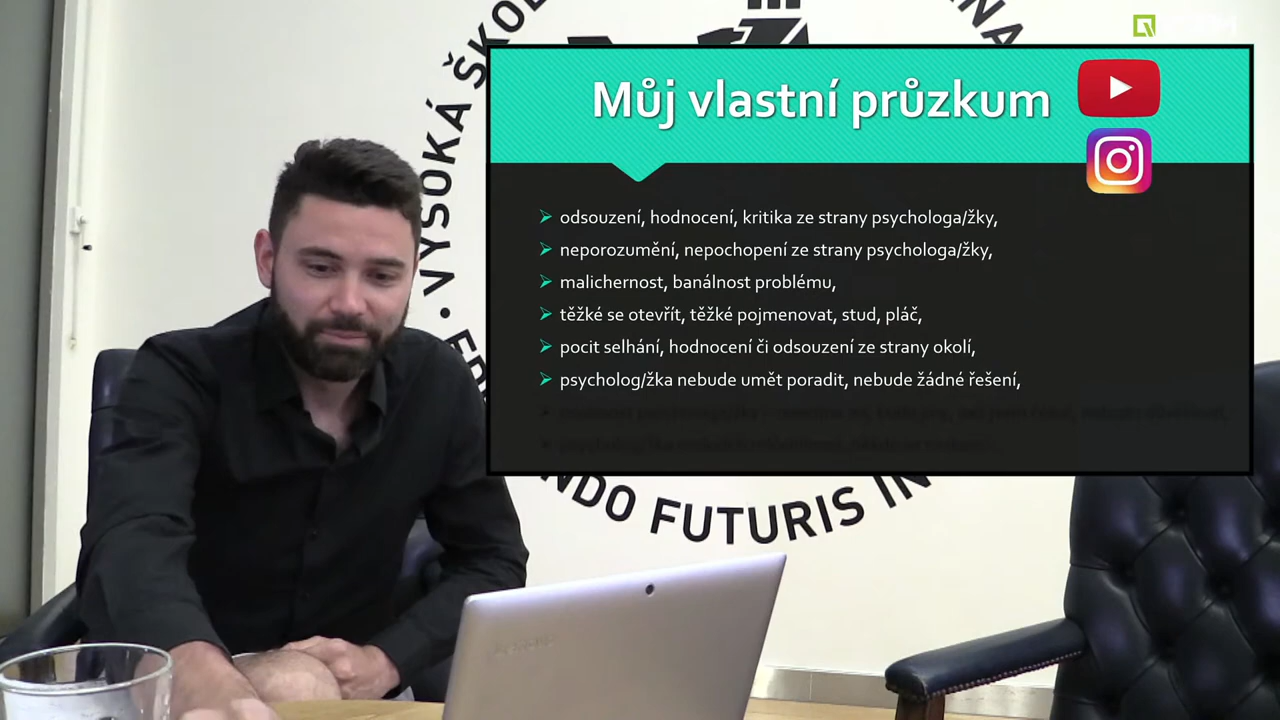 VYSOKÁ ŠKOL
Můj vlastní průzkum
odsouzení, hodnocení, kritika ze strany psychologa/žky,
neporozumění, nepochopení ze strany psychologa/žky,
malichernost, banálnost problému,
těžké se otevřít, těžké pojmenovat, stud, pláč,
pocit selhání, hodnocení či odsouzení ze strany okolí,
psycholog/žka nebude umět poradit, nebude žádné řešení,
FUTURIS